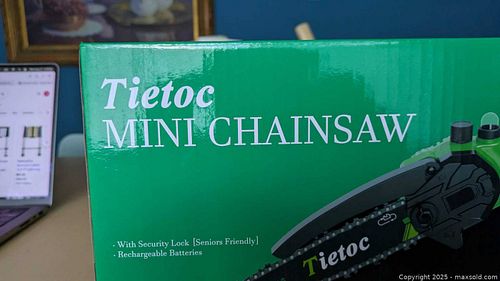 Tietoc
MINI CHAINSAW
· With Security Lock [Seniors Friendly]
· Rechargeable Batteries
Tietoc
Copyright 2025 - maxsold.com